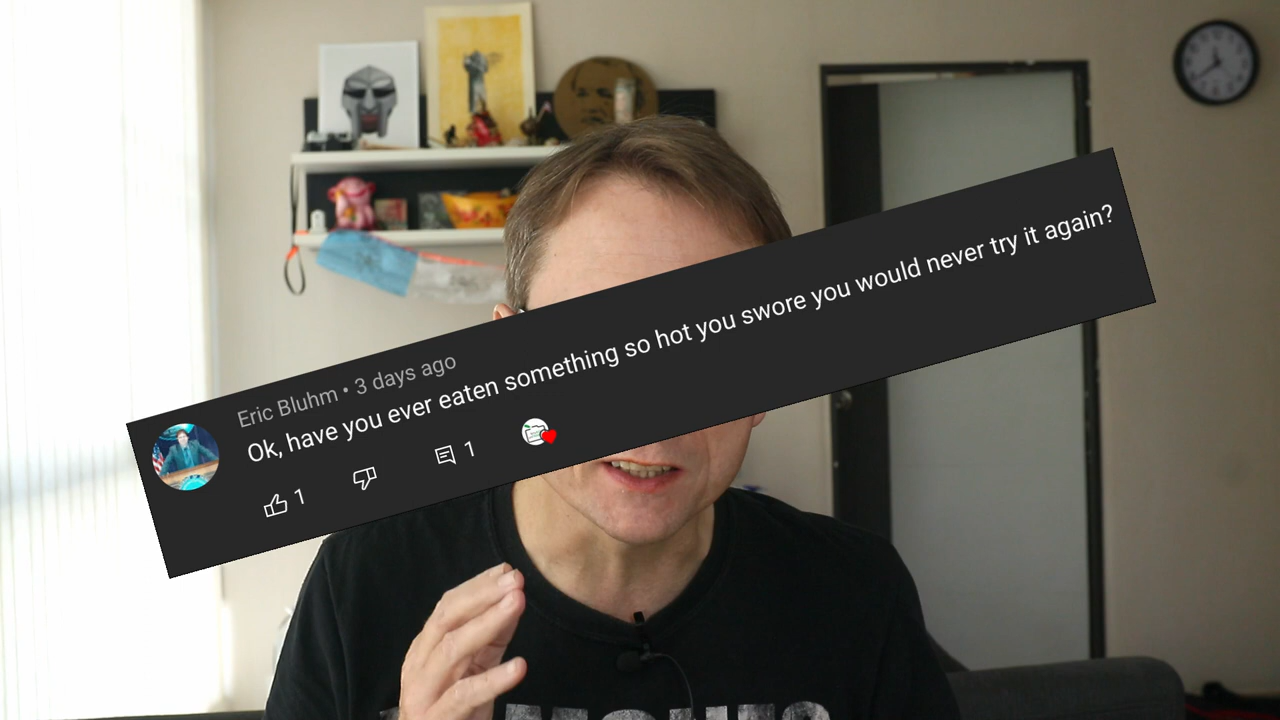 Eric Bluhm • 3 days ago
Ok, have you ever eaten something so hot you swore you would never try it again?
1
1